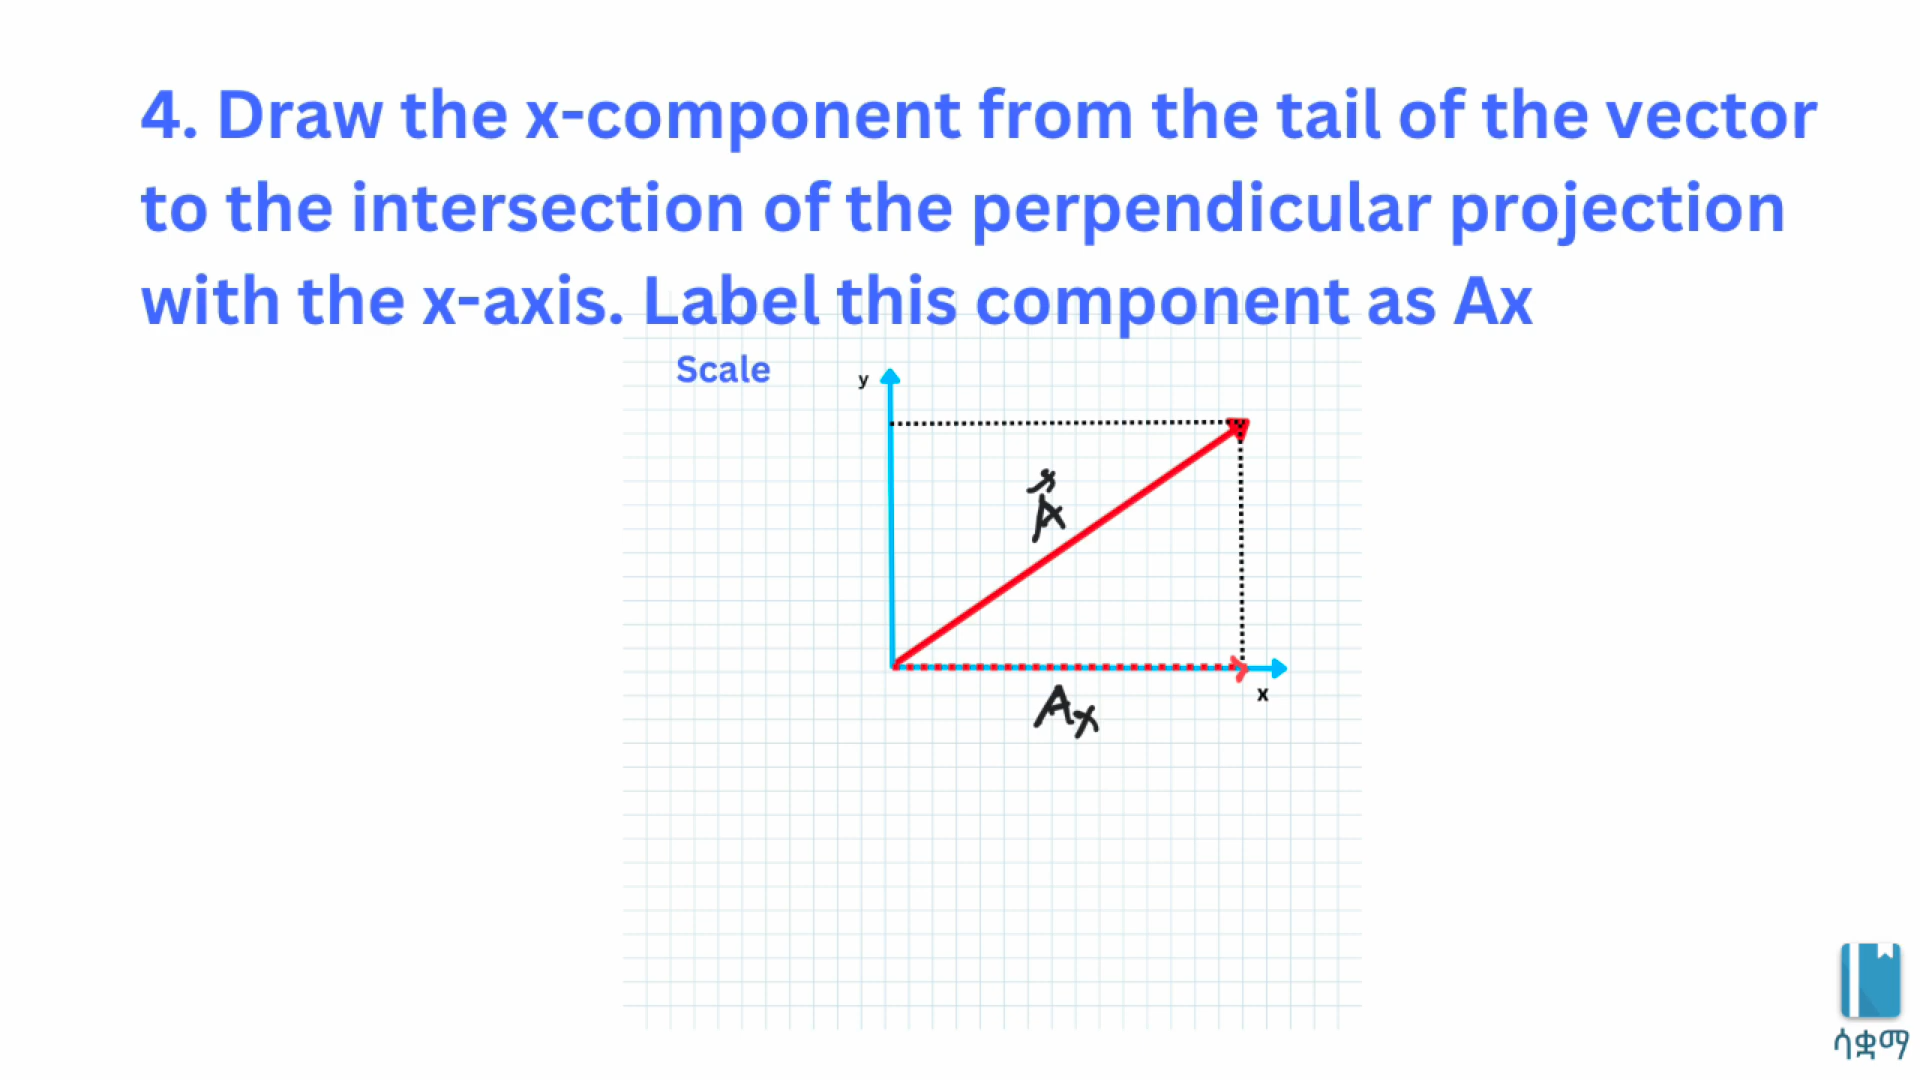 4. Draw the x-component from the tail of the vector
to the intersection of the perpendicular projection
with the x-axis. Label this component as Ax
Scale
y
A
x
Ax
ሳቋማ